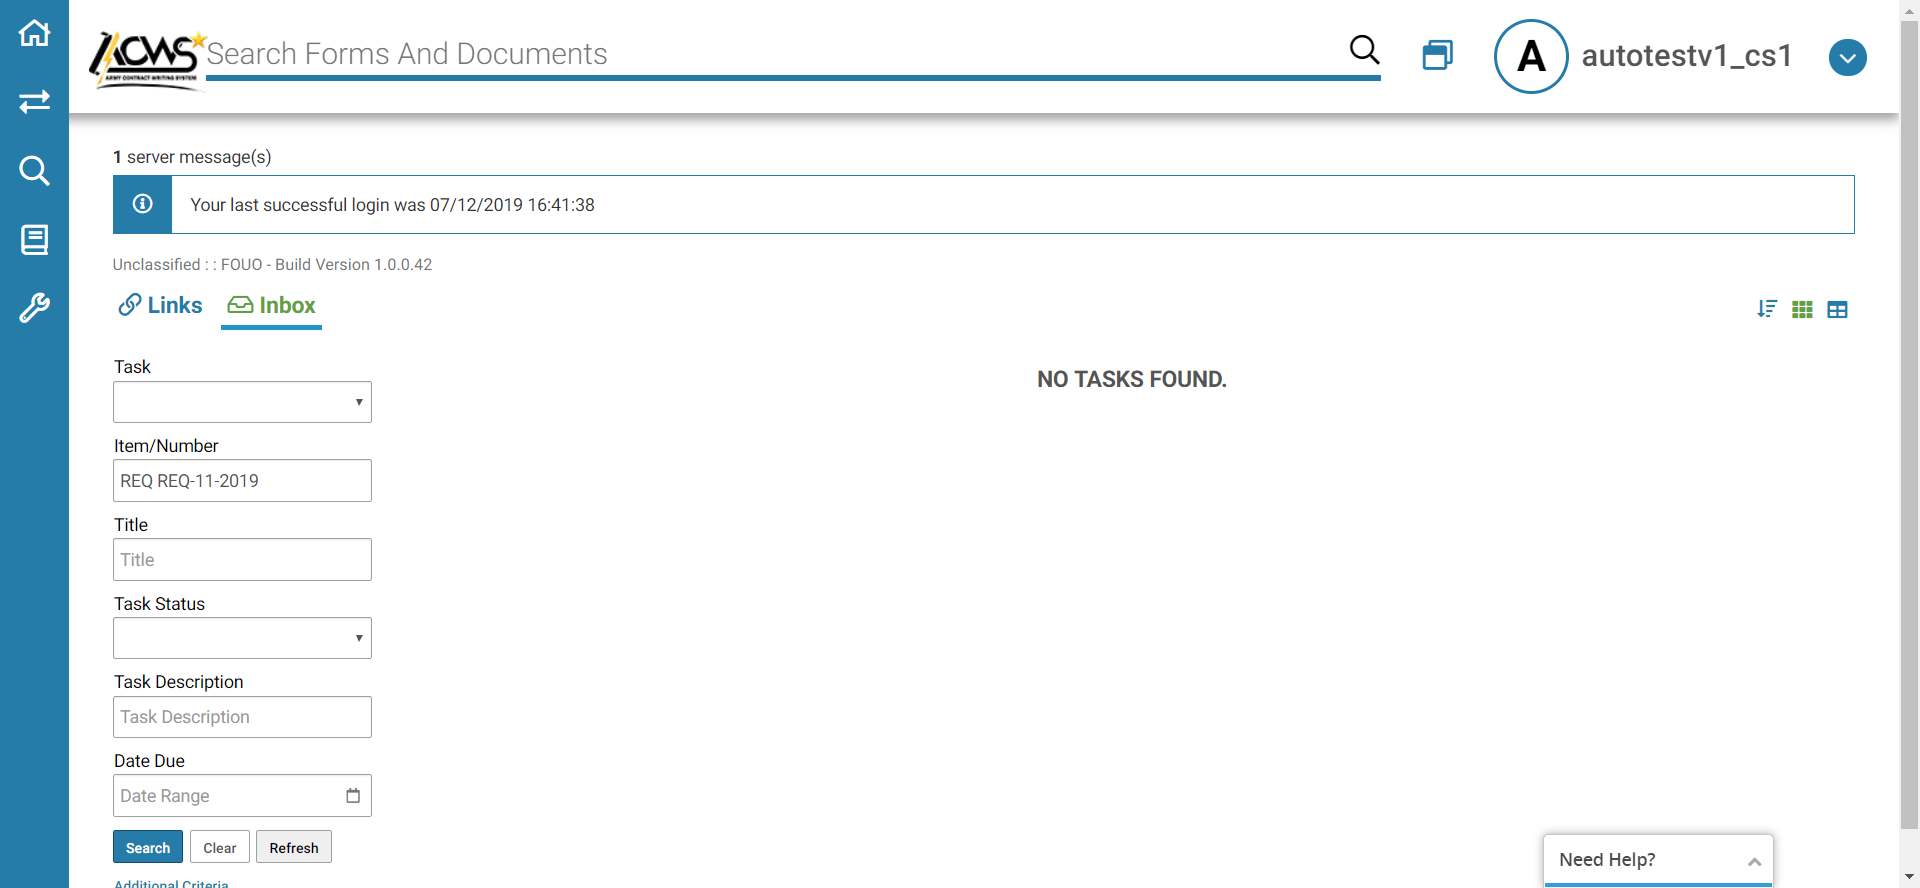 ACWS
ARMY CONTRACT WRITING SYSTEM
Search Forms And Documents
A
autotestv1_cs1
1 server message(s)
Your last successful login was 07/12/2019 16:41:38
Unclassified : : FOUO - Build Version 1.0.0.42
Links
Inbox
Task
NO TASKS FOUND.
Item/Number
REQ REQ-11-2019
Title
Title
Task Status
Task Description
Task Description
Date Due
Date Range
Search
Clear
Refresh
Additional Criteria
Need Help?